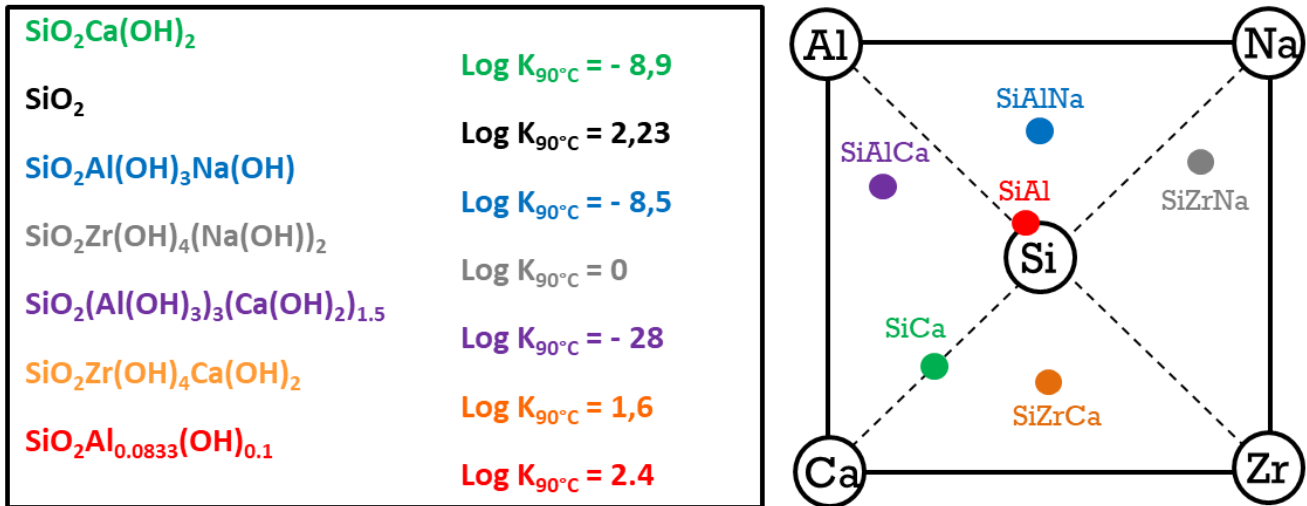 SiO₂Ca(OH)₂
Log K₉₀°C = - 8,9
SiO₂
Log K₉₀°C = 2,23
SiO₂Al(OH)₃Na(OH)
Log K₉₀°C = - 8,5
SiO₂Zr(OH)₄(Na(OH))₂
Log K₉₀°C = 0
SiO₂(Al(OH)₃)₃(Ca(OH)₂)₁.₅
Log K₉₀°C = - 28
SiO₂Zr(OH)₄Ca(OH)₂
Log K₉₀°C = 1,6
SiO₂Al₀.₀₈₃₃(OH)₀.₁
Log K₉₀°C = 2.4
Al
Na
SiAlNa
SiAlCa
SiAl
SiZrNa
Si
SiCa
SiZrCa
Ca
Zr